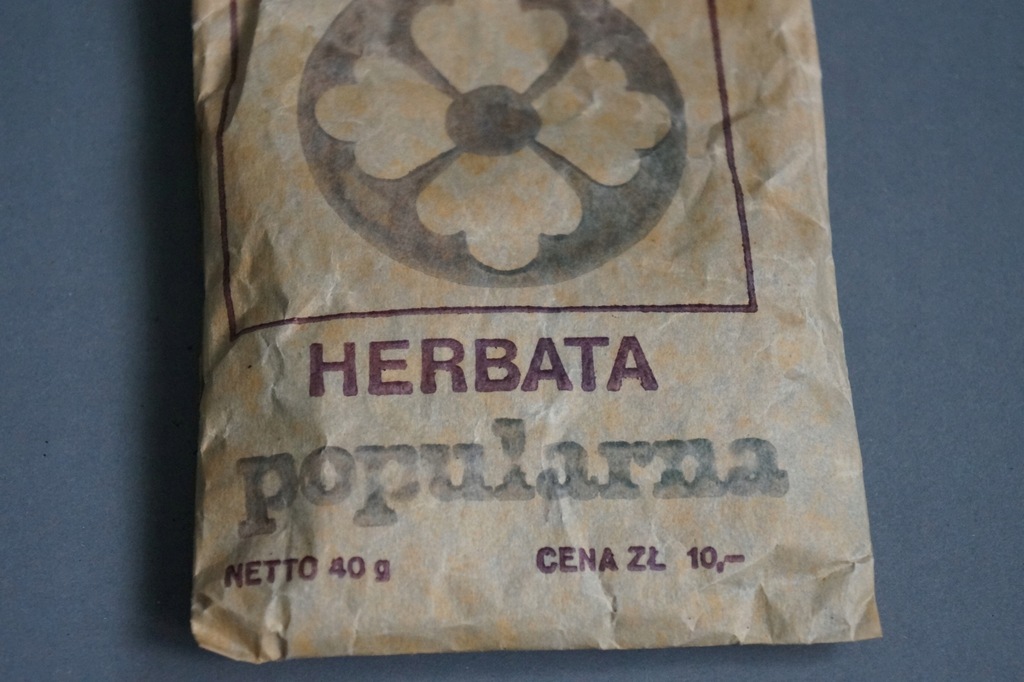 HERBATA
popularna
NETTO 40 g CENA ZŁ 10,–